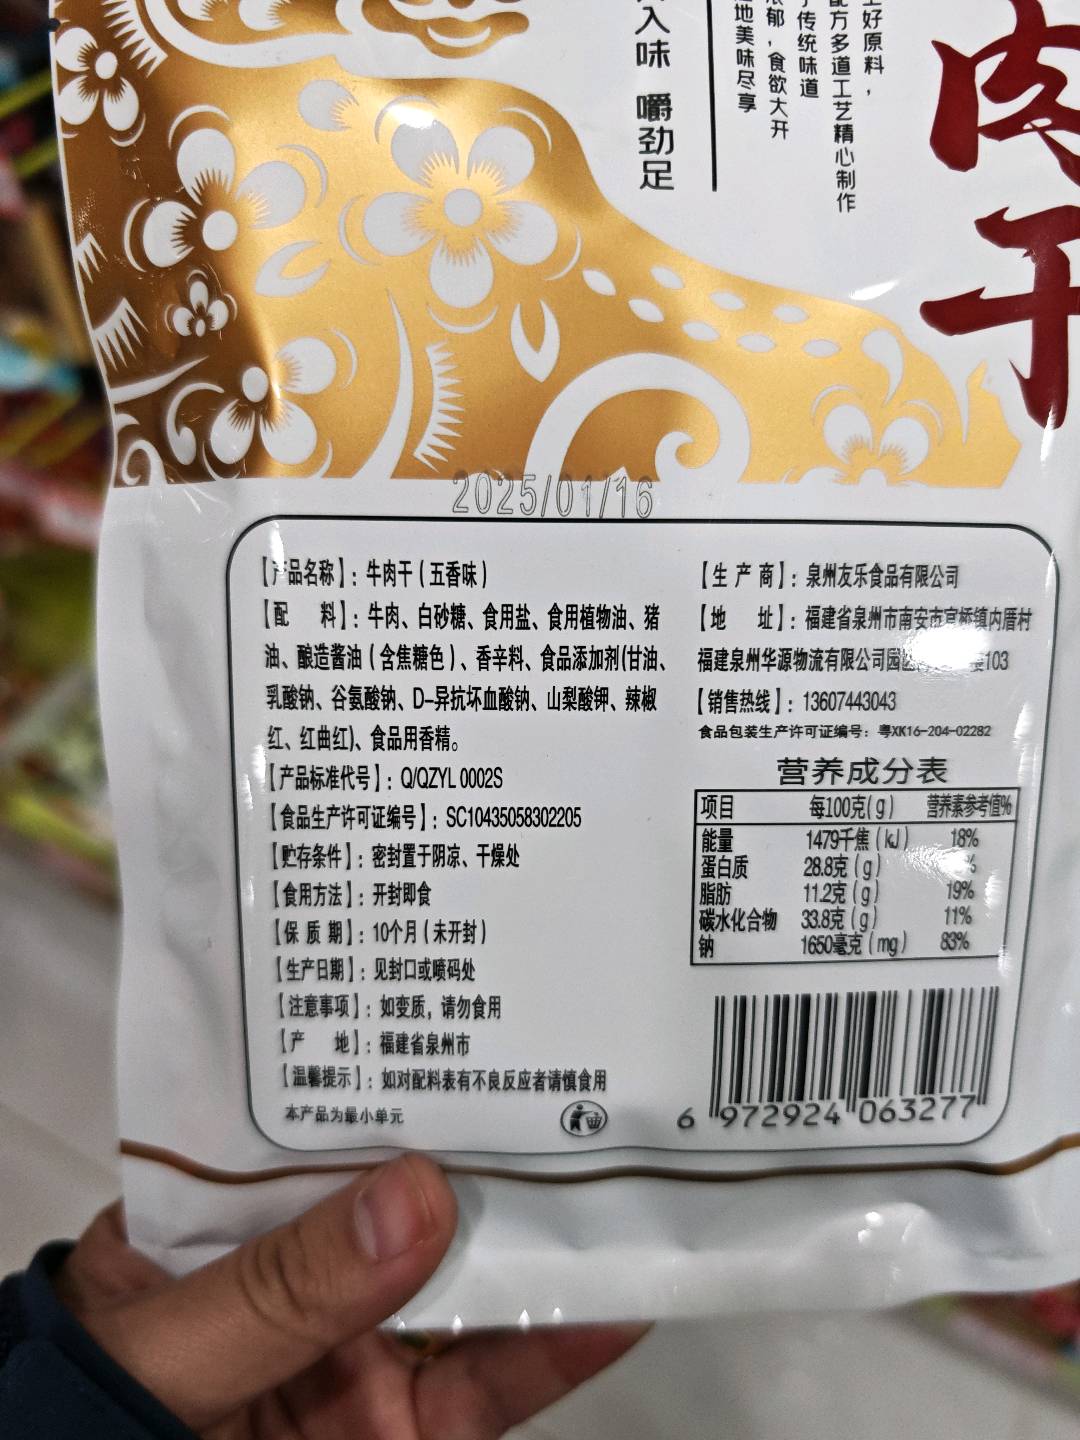 入味 嚼劲足
好原料，
配方多道工艺精心制作
传统味道
浓郁，食欲大开
地美味尽享
肉干
2025/01/16
【产品名称】：牛肉干（五香味）
【配 料】：牛肉、白砂糖、食用盐、食用植物油、猪
油、酿造酱油（含焦糖色）、香辛料、食品添加剂(甘油、
乳酸钠、谷氨酸钠、D-异抗坏血酸钠、山梨酸钾、辣椒
红、红曲红)、食品用香精。
【产品标准代号】：Q/QZYL 0002S
【食品生产许可证编号】：SC10435058302205
【贮存条件】：密封置于阴凉、干燥处
【食用方法】：开封即食
【保 质 期】：10个月（未开封）
【生产日期】：见封口或喷码处
【注意事项】：如变质，请勿食用
【产 地】：福建省泉州市
【温馨提示】：如对配料表有不良反应者请慎食用
本产品为最小单元
【生 产 商】：泉州友乐食品有限公司
【地 址】：福建省泉州市南安市官桥镇内厝村
福建泉州华源物流有限公司园 103
【销售热线】：13607443043
食品包装生产许可证编号：粤XK16-204-02282
营养成分表
项目 每100克(g) 营养素参考值%
能量 1479千焦（kJ） 18%
蛋白质 28.8克（g） %
脂肪 11.2克（g） 19%
碳水化合物 33.8克（g） 11%
钠 1650毫克（mg） 83%
6 972924 063277